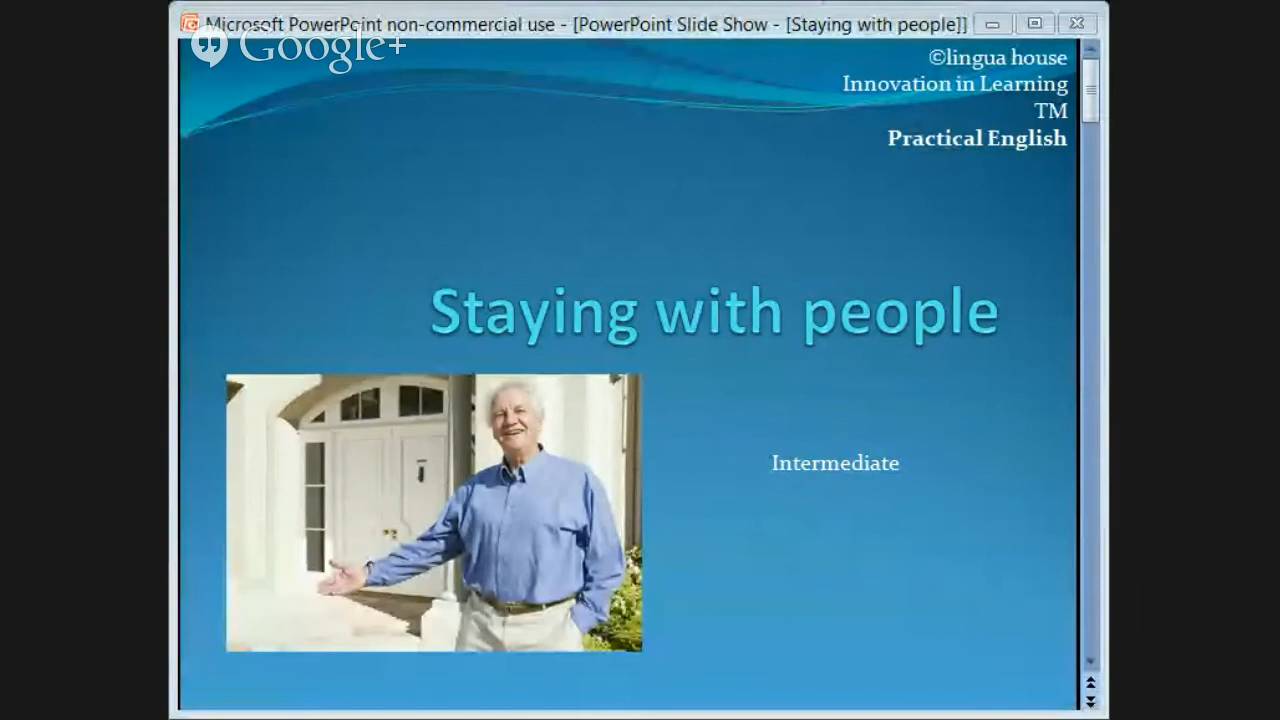 Microsoft PowerPoint non-commercial use - [PowerPoint Slide Show - [Staying with people]]
Google+
©lingua house
Innovation in Learning
TM
Practical English
Staying with people
Intermediate